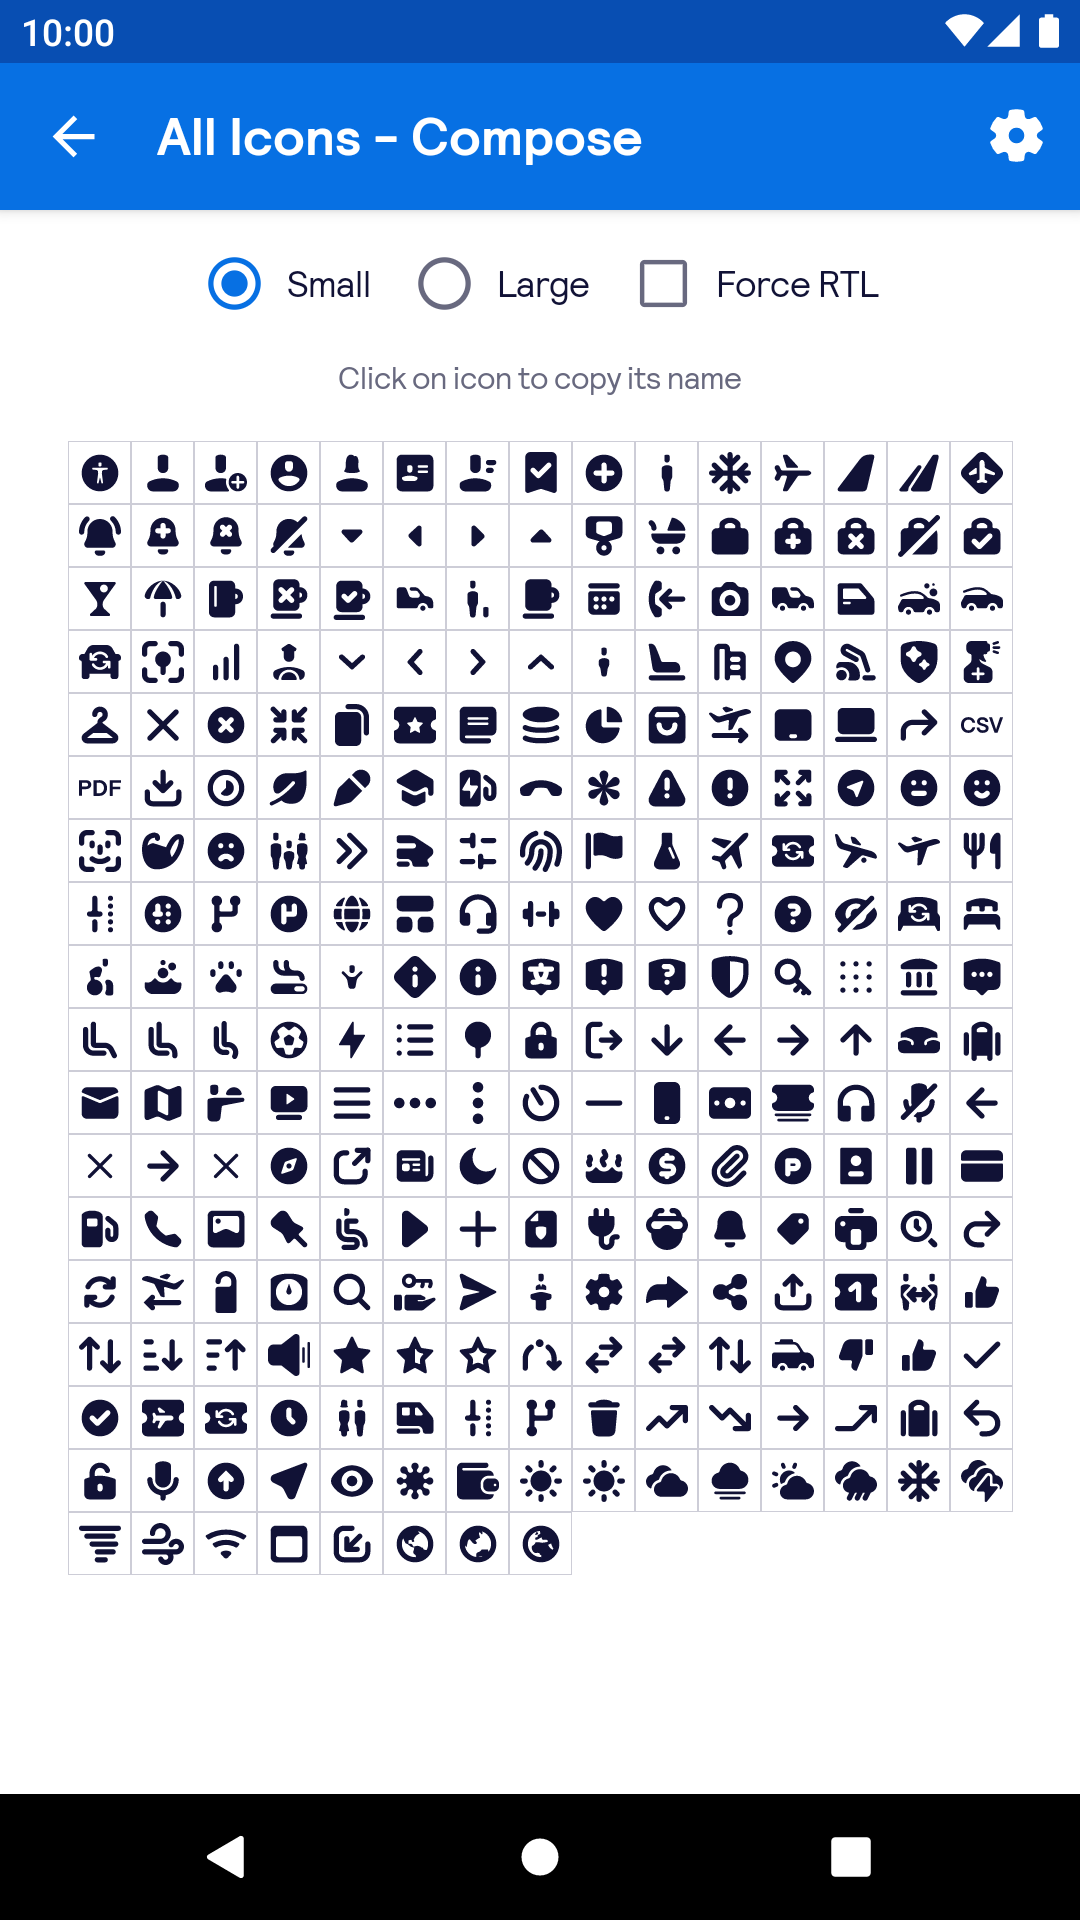 10:00
All Icons - Compose
Small Large Force RTL
Click on icon to copy its name
CSV
PDF